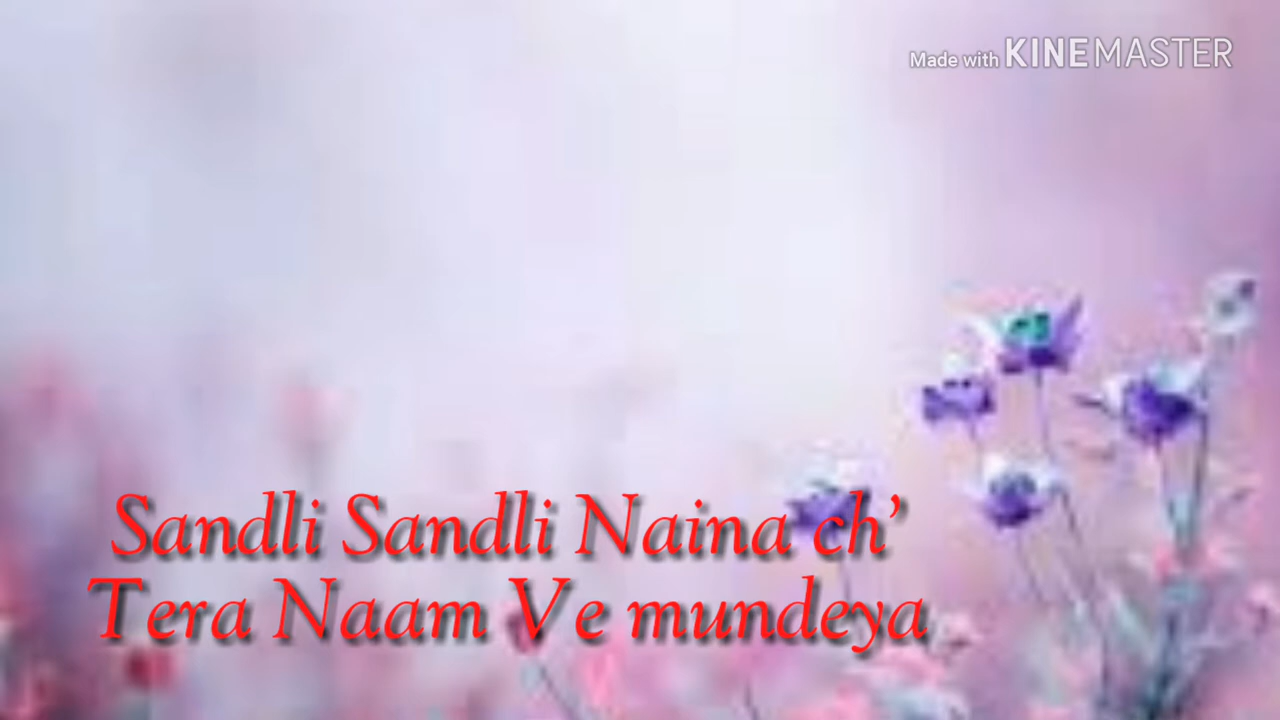 Made with KINEMASTER
Sandli Sandli Naina ch'
Tera Naam Ve mundeya